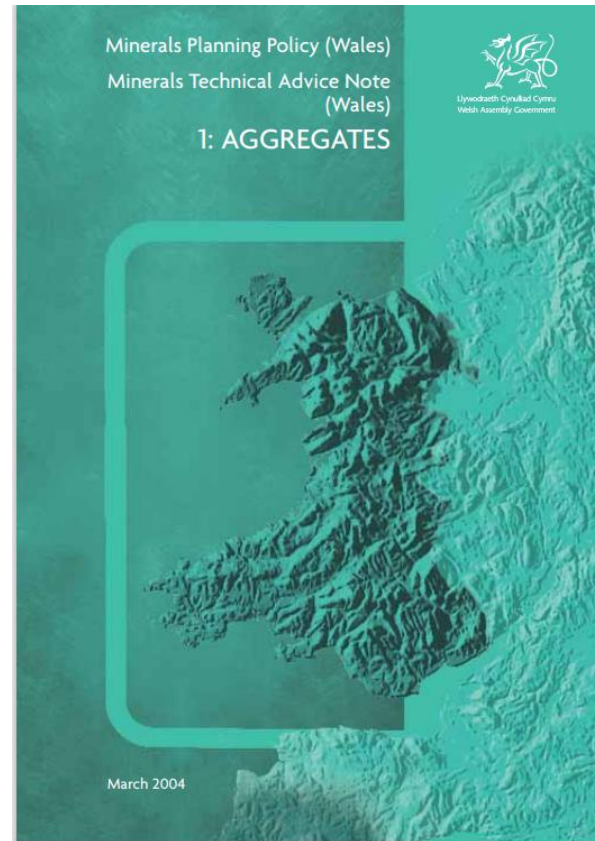 Minerals Planning Policy (Wales)
Minerals Technical Advice Note
(Wales)
1: AGGREGATES
Llywodraeth Cynulliad Cymru
Welsh Assembly Government
March 2004